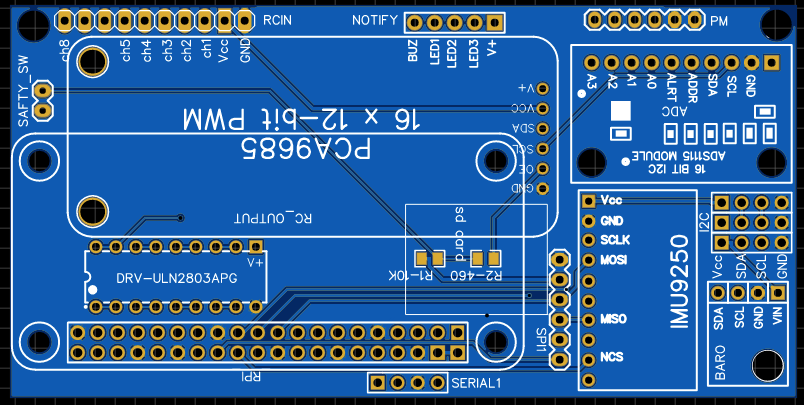 RCIN
NOTIFY
PM
ch8
ch5
ch4
ch3
ch2
ch1
Vcc
GND
BUZ
LED1
LED2
LED3
V+
SAFTY_SW
A3
A2
A1
A0
ALRT
ADDR
SDA
SCL
GND
ADC
16 BIT I2C
ADS1115 MODULE
V+
VCC
SDA
SCL
OE
GND
16 x 12-bit PWM
PCA9685
RC_OUTPUT
sd card
R1-10K
R2-460
V+
DRV-ULN2803APG
Vcc
GND
SCLK
MOSI
MISO
NCS
IMU9250
I2C
Vcc
SDA
SCL
GND
SDA
SCL
GND
VIN
BARO
SPI1
RPI
SERIAL1